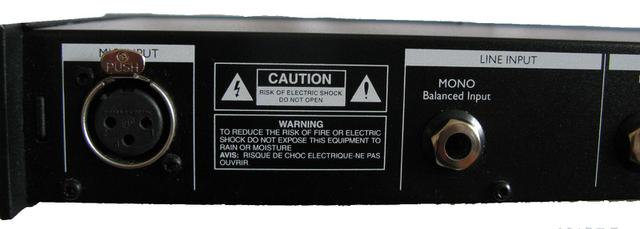 MIC INPUT
PUSH
CAUTION
RISK OF ELECTRIC SHOCK
DO NOT OPEN
WARNING
TO REDUCE THE RISK OF FIRE OR ELECTRIC
SHOCK DO NOT EXPOSE THIS EQUIPMENT TO
RAIN OR MOISTURE
AVIS: RISQUE DE CHOC ELECTRIQUE-NE PAS
OUVRIR
LINE INPUT
MONO
Balanced Input